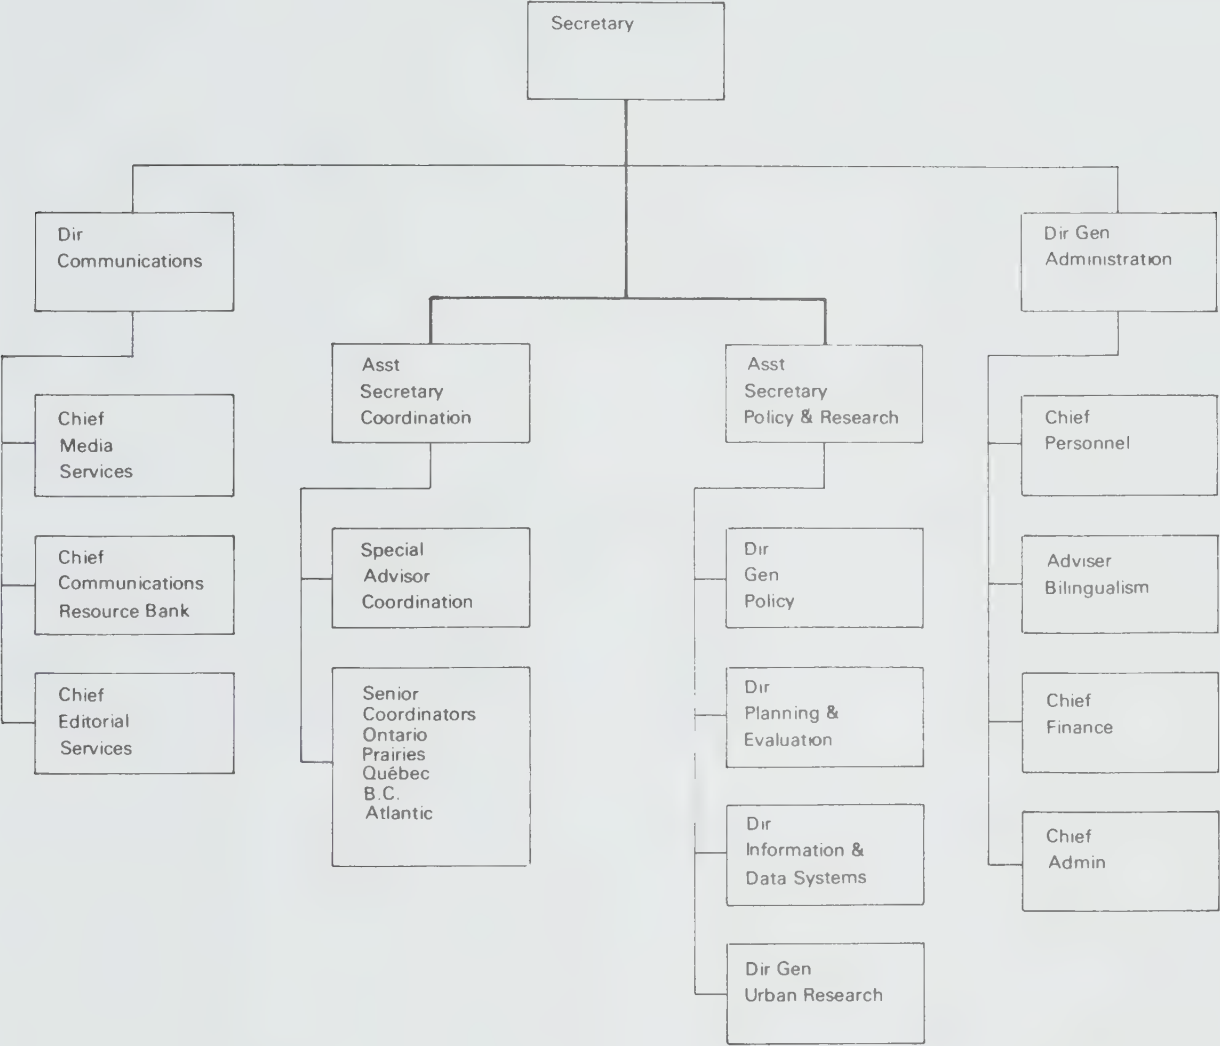 Secretary
Dir
Communications
Chief
Media
Services
Chief
Communications
Resource Bank
Chief
Editorial
Services
Asst
Secretary
Coordination
Special
Advisor
Coordination
Senior
Coordinators
Ontario
Prairies
Québec
B.C.
Atlantic
Asst
Secretary
Policy & Research
Dir
Gen
Policy
Dir
Planning &
Evaluation
Dir
Information &
Data Systems
Dir Gen
Urban Research
Dir Gen
Administration
Chief
Personnel
Adviser
Bilingualism
Chief
Finance
Chief
Admin